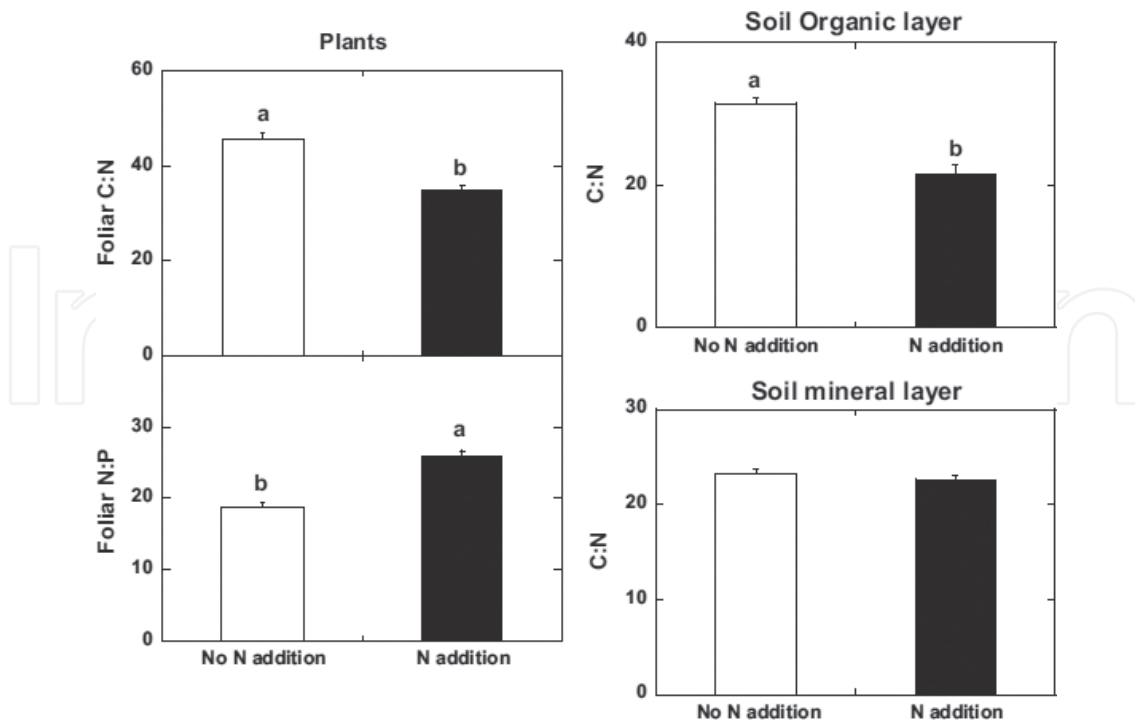 Plants
60
40
20
0
Foliar C:N
a
b
30
20
10
0
Foliar N:P
b
a
No N addition
N addition
Soil Organic layer
40
20
0
C:N
a
b
No N addition
N addition
Soil mineral layer
30
20
10
0
C:N
No N addition
N addition